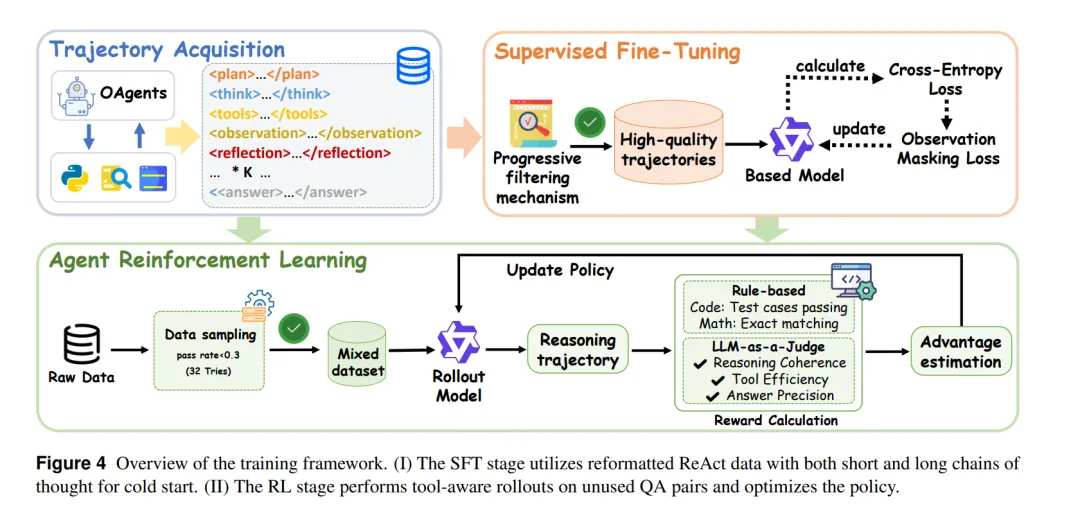 Trajectory Acquisition
OAgents
<plan>...</plan>
<think>...</think>
<tools>...</tools>
<observation>...</observation>
<reflection>...</reflection>
... * K ...
<<answer>...</answer>
Supervised Fine-Tuning
Progressive
filtering
mechanism
High-quality
trajectories
Based Model
calculate
Cross-Entropy
Loss
update
Observation
Masking Loss
Agent Reinforcement Learning
Update Policy
Raw Data
Data sampling
pass rate<0.3
(32 Tries)
Mixed
dataset
Rollout
Model
Reasoning
trajectory
Rule-based
Code: Test cases passing
Math: Exact matching
LLM-as-a-Judge
✔ Reasoning Coherence
✔ Tool Efficiency
✔ Answer Precision
Reward Calculation
Advantage
estimation
Figure 4 Overview of the training framework. (I) The SFT stage utilizes reformatted ReAct data with both short and long chains of
thought for cold start. (II) The RL stage performs tool-aware rollouts on unused QA pairs and optimizes the policy.